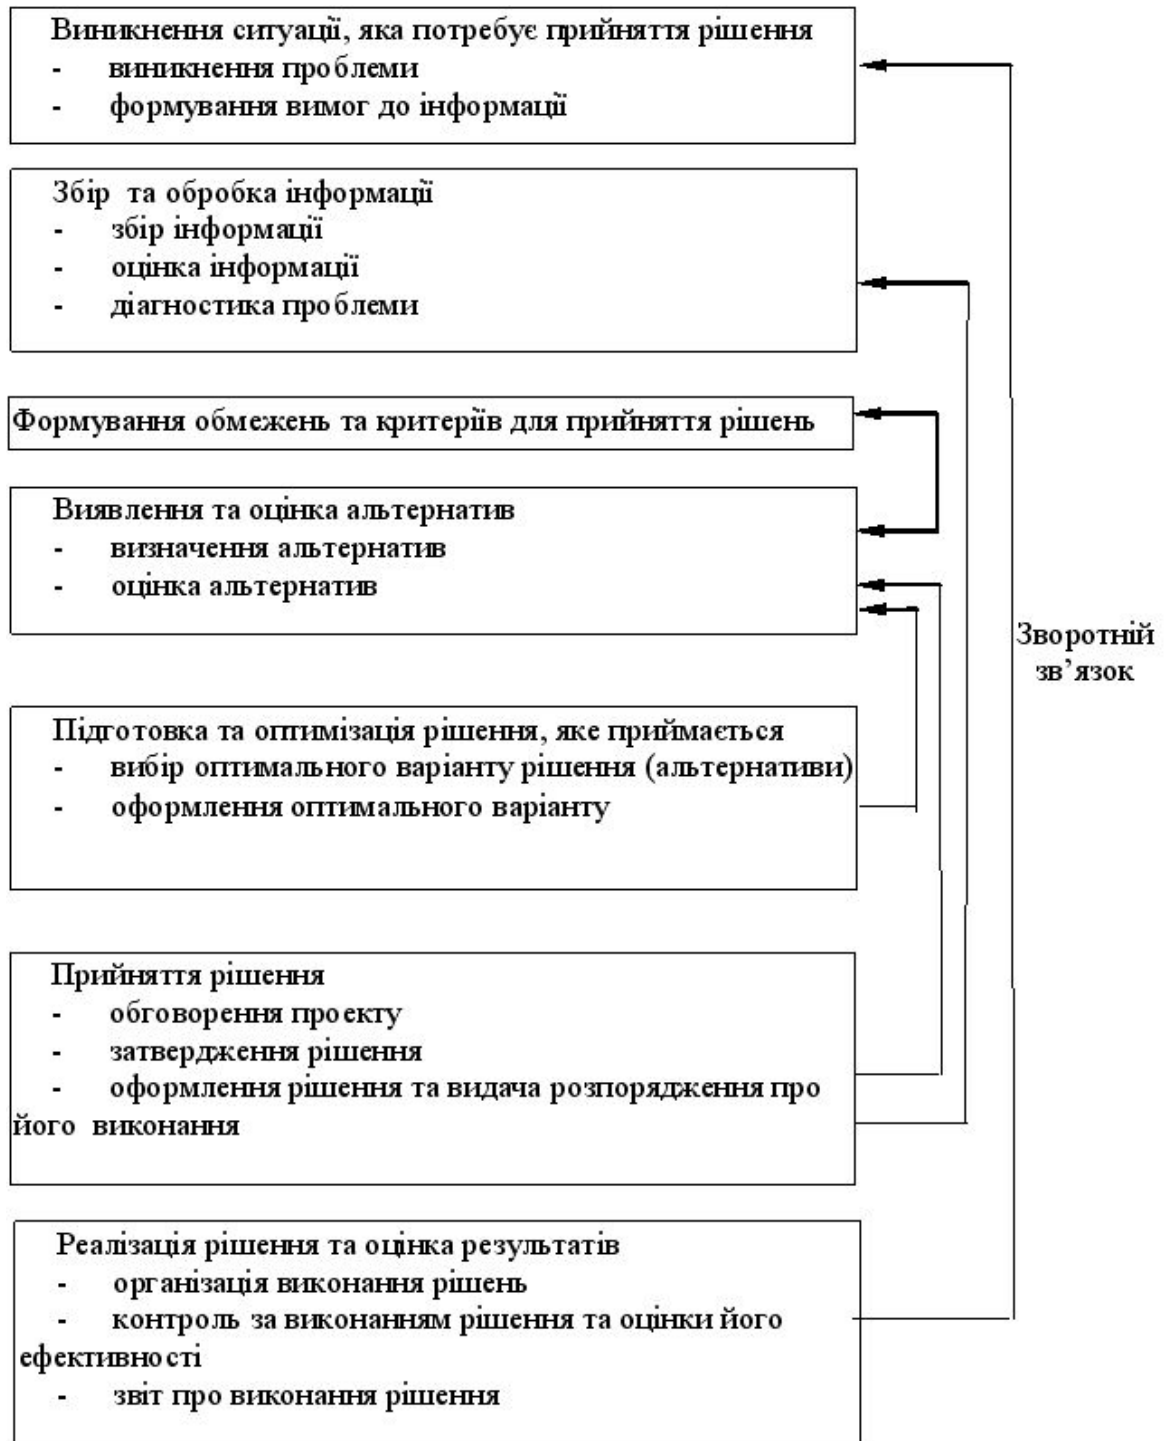 Виникнення ситуації, яка потребує прийняття рішення
- виникнення проблеми
- формування вимог до інформації
Збір та обробка інформації
- збір інформації
- оцінка інформації
- діагностика проблеми
Формування обмежень та критеріїв для прийняття рішень
Виявлення та оцінка альтернатив
- визначення альтернатив
- оцінка альтернатив
Зворотній
зв’язок
Підготовка та оптимізація рішення, яке приймається
- вибір оптимального варіанту рішення (альтернативи)
- оформлення оптимального варіанту
Прийняття рішення
- обговорення проекту
- затвердження рішення
- оформлення рішення та видача розпорядження про
його виконання
Реалізація рішення та оцінка результатів
- організація виконання рішень
- контроль за виконанням рішення та оцінки його
ефективності
- звіт про виконання рішення